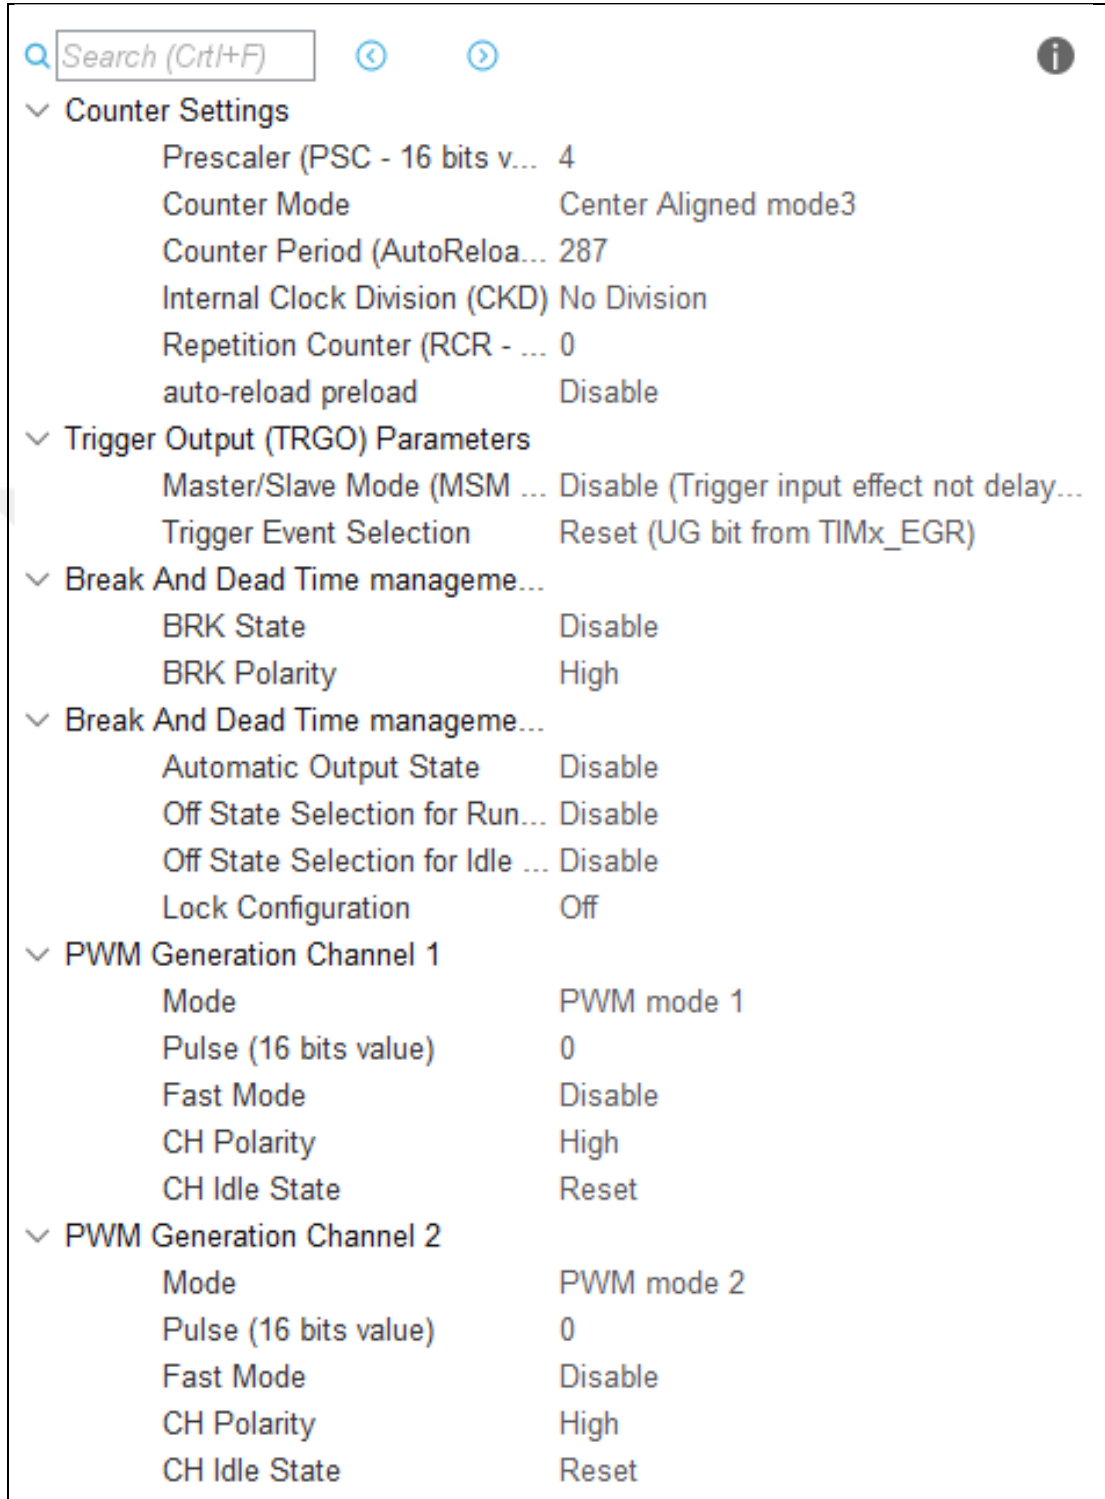 Search (Crtl+F)
Counter Settings
Prescaler (PSC - 16 bits v... 4
Counter Mode Center Aligned mode3
Counter Period (AutoReloa... 287
Internal Clock Division (CKD) No Division
Repetition Counter (RCR - ... 0
auto-reload preload Disable
Trigger Output (TRGO) Parameters
Master/Slave Mode (MSM ... Disable (Trigger input effect not delay...
Trigger Event Selection Reset (UG bit from TIMx_EGR)
Break And Dead Time manageme...
BRK State Disable
BRK Polarity High
Break And Dead Time manageme...
Automatic Output State Disable
Off State Selection for Run... Disable
Off State Selection for Idle ... Disable
Lock Configuration Off
PWM Generation Channel 1
Mode PWM mode 1
Pulse (16 bits value) 0
Fast Mode Disable
CH Polarity High
CH Idle State Reset
PWM Generation Channel 2
Mode PWM mode 2
Pulse (16 bits value) 0
Fast Mode Disable
CH Polarity High
CH Idle State Reset